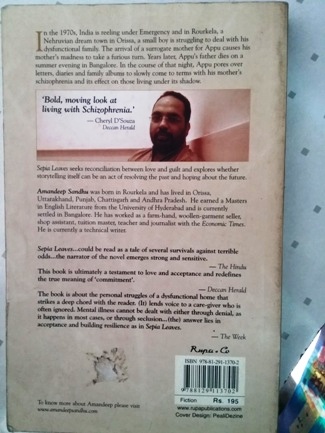 In the 1970s, India is reeling under Emergency and in Rourkela, a
Nehruvian dream town in Orissa, a small boy is struggling to deal with his
dysfunctional family. The arrival of a surrogate mother for Appu causes his
mother's madness to take a furious turn. Years later, Appu's father dies on a
summer evening in Bangalore. In the course of that night, Appu pores over
letters, diaries and family albums to slowly come to terms with his mother's
schizophrenia and its effect on those living under its shadow.
'Bold, moving look at
living with Schizophrenia.'
— Cheryl D'Souza
Deccan Herald
Sepia Leaves seeks reconciliation between love and guilt and explores whether
storytelling itself can be an act of resolving the past and hoping about the future.
Amandeep Sandhu was born in Rourkela and has lived in Orissa,
Uttarakhand, Punjab, Chattisgarh and Andhra Pradesh. He earned a Masters
in English Literature from the University of Hyderabad and is currently
settled in Bangalore. He has worked as a farm-hand, woollen-garment seller,
shop assistant, tuition master, teacher and journalist with the Economic Times.
He is currently a technical writer.
Sepia Leaves...could be read as a tale of several survivals against terrible
odds...the narrator of the novel emerges strong and sensitive.
— The Hindu
This book is ultimately a testament to love and acceptance and redefines
the true meaning of 'commitment'.
— Deccan Herald
The book is about the personal struggles of a dysfunctional home that
strikes a deep chord with the reader. (It) lends voice to a care-giver who is
often ignored. Mental illness cannot be dealt with either through denial, as
it happens in most cases, or through seclusion...(the) answer lies in
acceptance and building resilience as in Sepia Leaves.
— The Week
Rupa & Co
ISBN 978-81-291-1370-2
9 788129 113702
Fiction Rs. 195
To know more about Amandeep please visit
www.amandeepsandhu.com
www.rupapublications.com
Cover Design: PealiDezine